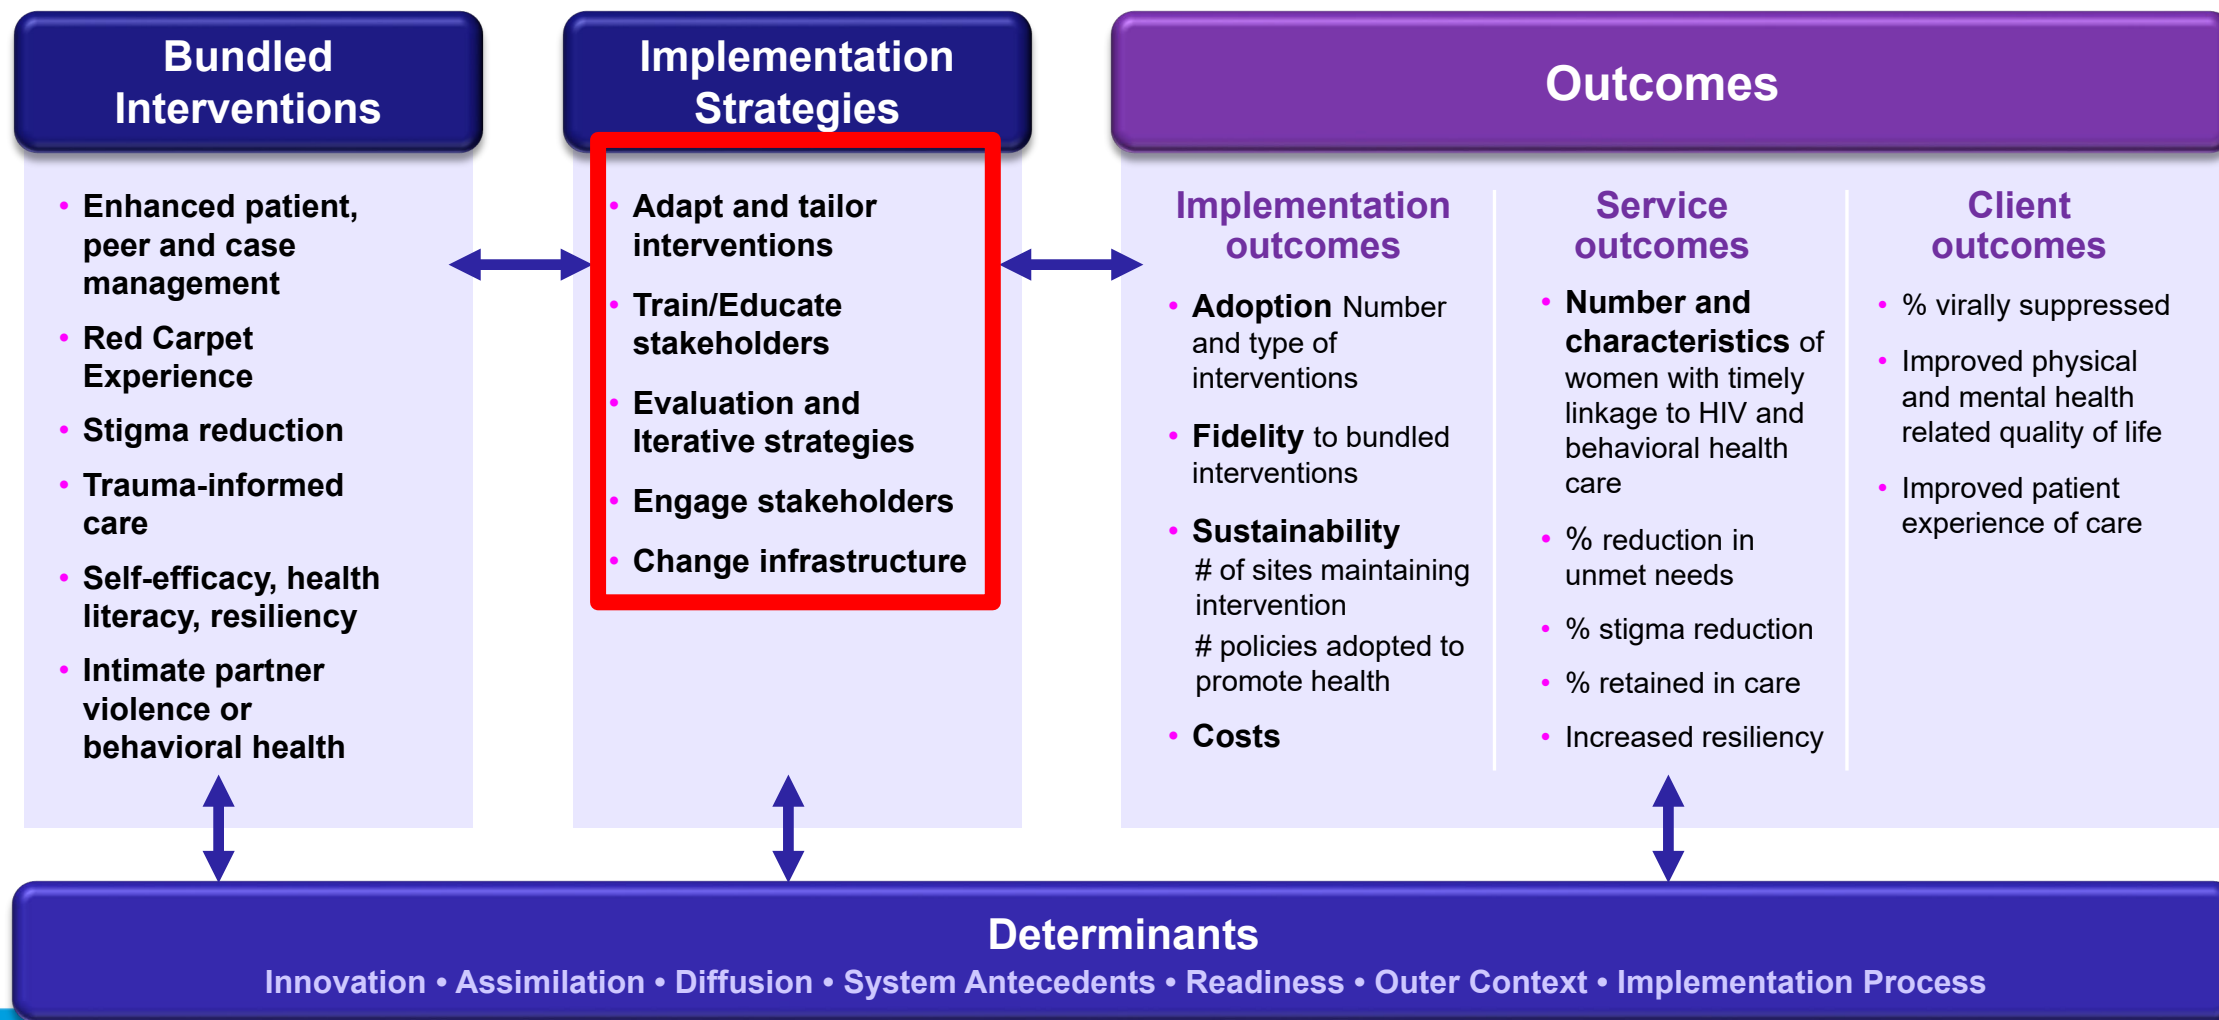 Bundled
Interventions
• Enhanced patient,
peer and case
management
• Red Carpet
Experience
• Stigma reduction
• Trauma-informed
care
• Self-efficacy, health
literacy, resiliency
• Intimate partner
violence or
behavioral health
Implementation
Strategies
• Adapt and tailor
interventions
• Train/Educate
stakeholders
• Evaluation and
Iterative strategies
• Engage stakeholders
• Change infrastructure
Outcomes
Implementation
outcomes
• Adoption Number
and type of
interventions
• Fidelity to bundled
interventions
• Sustainability
# of sites maintaining
intervention
# policies adopted to
promote health
• Costs
Service
outcomes
• Number and
characteristics of
women with timely
linkage to HIV and
behavioral health
care
• % reduction in
unmet needs
• % stigma reduction
• % retained in care
• Increased resiliency
Client
outcomes
• % virally suppressed
• Improved physical
and mental health
related quality of life
• Improved patient
experience of care
Determinants
Innovation • Assimilation • Diffusion • System Antecedents • Readiness • Outer Context • Implementation Process